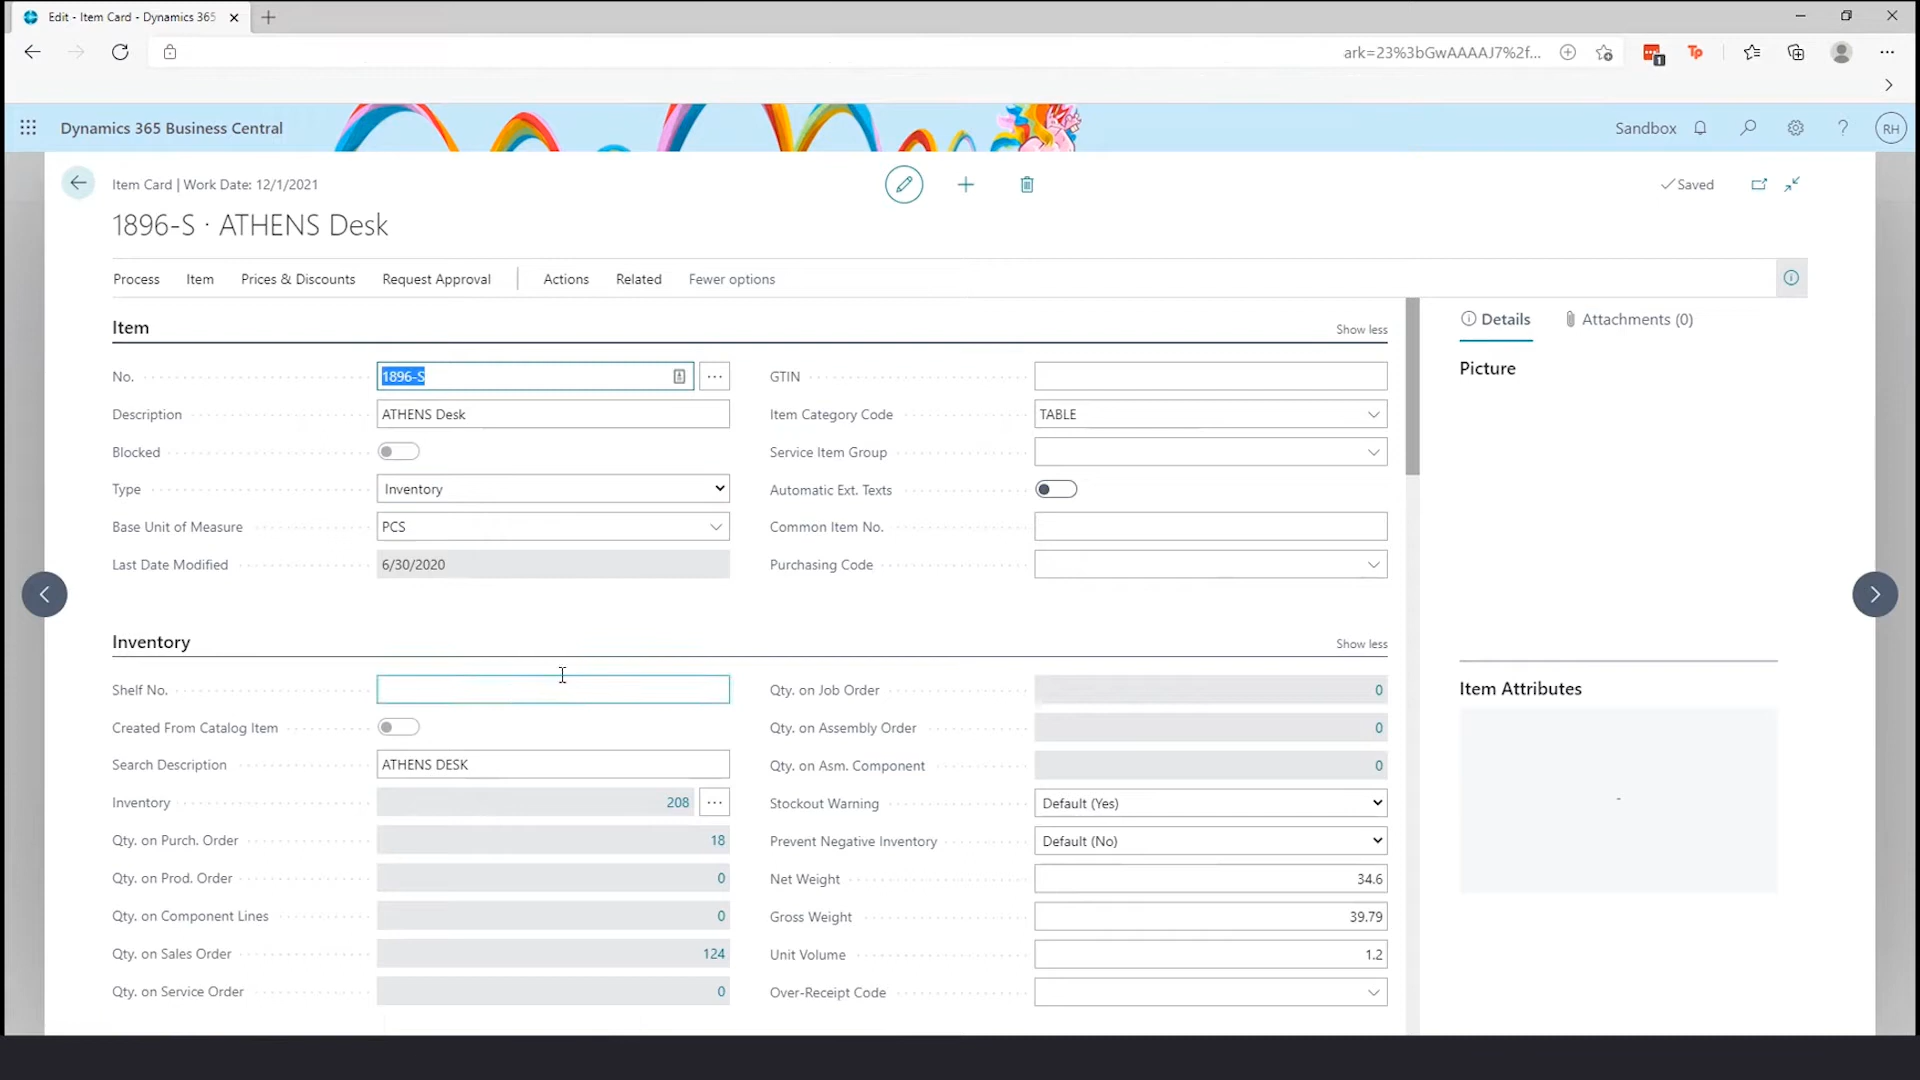 Edit - Item Card - Dynamics 365
ark=23%3bGwAAAAJ7%2f...
1
Tp
Dynamics 365 Business Central
Sandbox
RH
Item Card | Work Date: 12/1/2021
Saved
1896-S · ATHENS Desk
Process Item Prices & Discounts Request Approval Actions Related Fewer options
Item
Show less
No. 1896-S
GTIN
Description ATHENS Desk
Item Category Code TABLE
Blocked
Service Item Group
Type Inventory
Automatic Ext. Texts
Base Unit of Measure PCS
Common Item No.
Last Date Modified 6/30/2020
Purchasing Code
Inventory
Show less
Shelf No.
Qty. on Job Order 0
Created From Catalog Item
Qty. on Assembly Order 0
Search Description ATHENS DESK
Qty. on Asm. Component 0
Inventory 208
Stockout Warning Default (Yes)
Qty. on Purch. Order 18
Prevent Negative Inventory Default (No)
Qty. on Prod. Order 0
Net Weight 34.6
Qty. on Component Lines 0
Gross Weight 39.79
Qty. on Sales Order 124
Unit Volume 1.2
Qty. on Service Order 0
Over-Receipt Code
Details
Attachments (0)
Picture
Item Attributes
-